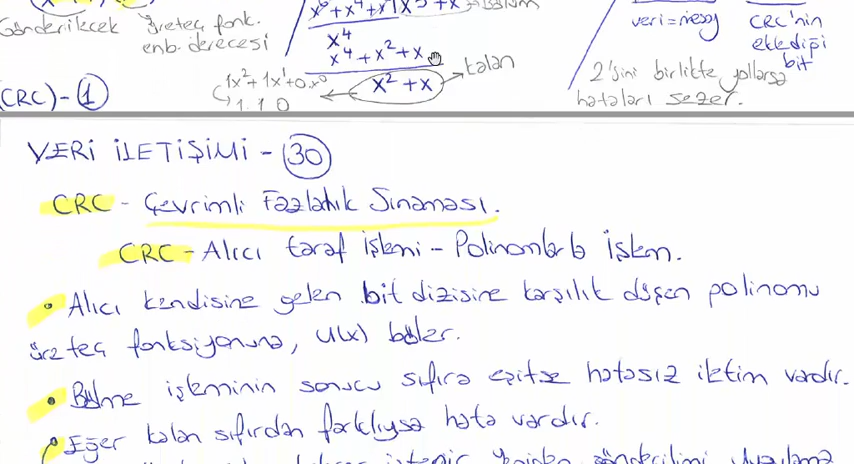 x⁴
x⁴+x²+x
x²+x
kalan
1x²+1x¹+0x⁰
1 1 0
Gönderilecek
üreteç fonk.
enb. derecesi
veri=mesaj
CRC'nin
eklediği
bit
2'sini birlikte yollarsa
hataları sezer.
(CRC)-1
VERİ İLETİŞİMİ - 30
CRC - Çevrimli Fazlalık Sınaması.
CRC - Alıcı taraf işlemi - Polinomlarla işlem.
• Alıcı kendisine gelen bit dizisine karşılık düşen polinomu
üreteç fonksiyonuna, U(x) böler.
• Bölme işleminin sonucu sıfıra eşitse hatasız iletim vardır.
• Eğer kalan sıfırdan farklıysa hata vardır.